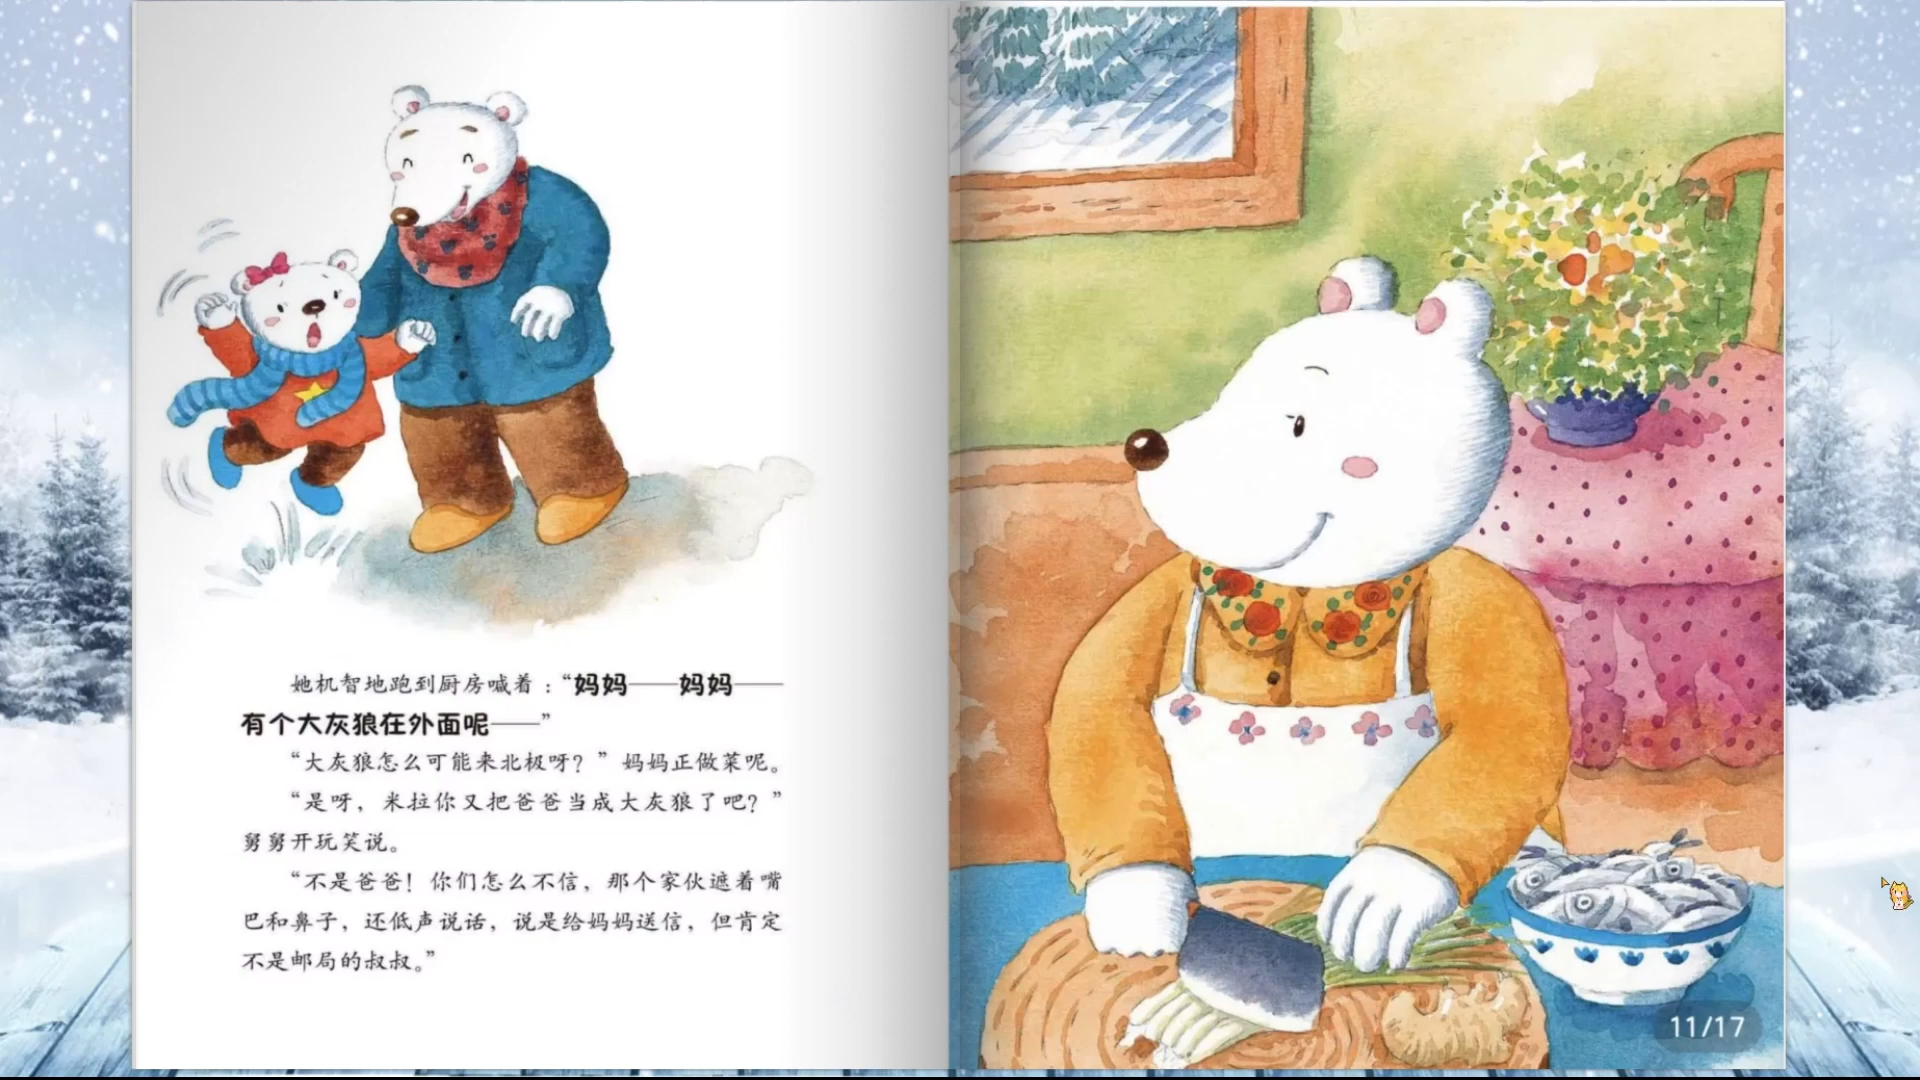 她机智地跑到厨房喊着：“妈妈——妈妈——
有个大灰狼在外面呢——”
“大灰狼怎么可能来北极呀？”妈妈正做菜呢。
“是呀，米拉你又把爸爸当成大灰狼了吧？”
舅舅开玩笑说。
“不是爸爸！你们怎么不信，那个家伙遮着嘴
巴和鼻子，还低声说话，说是给妈妈送信，但肯定
不是邮局的叔叔。”
11/17